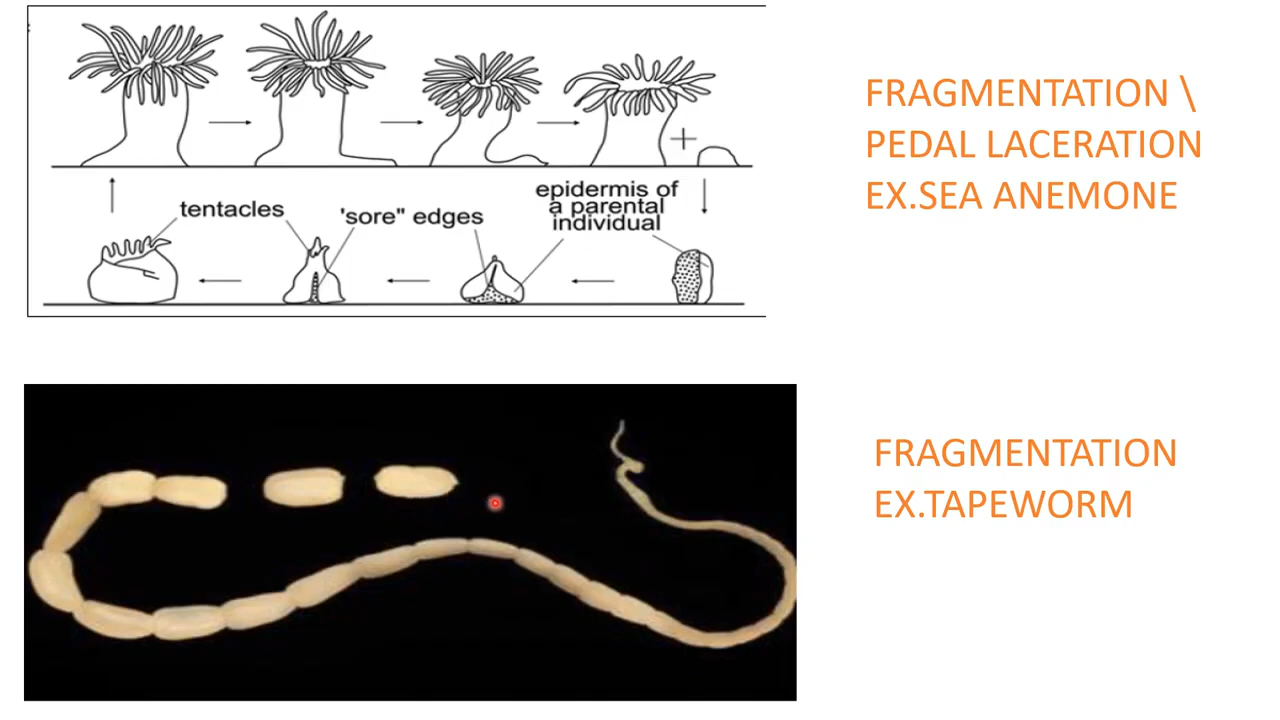 FRAGMENTATION \
PEDAL LACERATION
EX.SEA ANEMONE
epidermis of
a parental
individual
tentacles
'sore" edges
+
FRAGMENTATION
EX.TAPEWORM